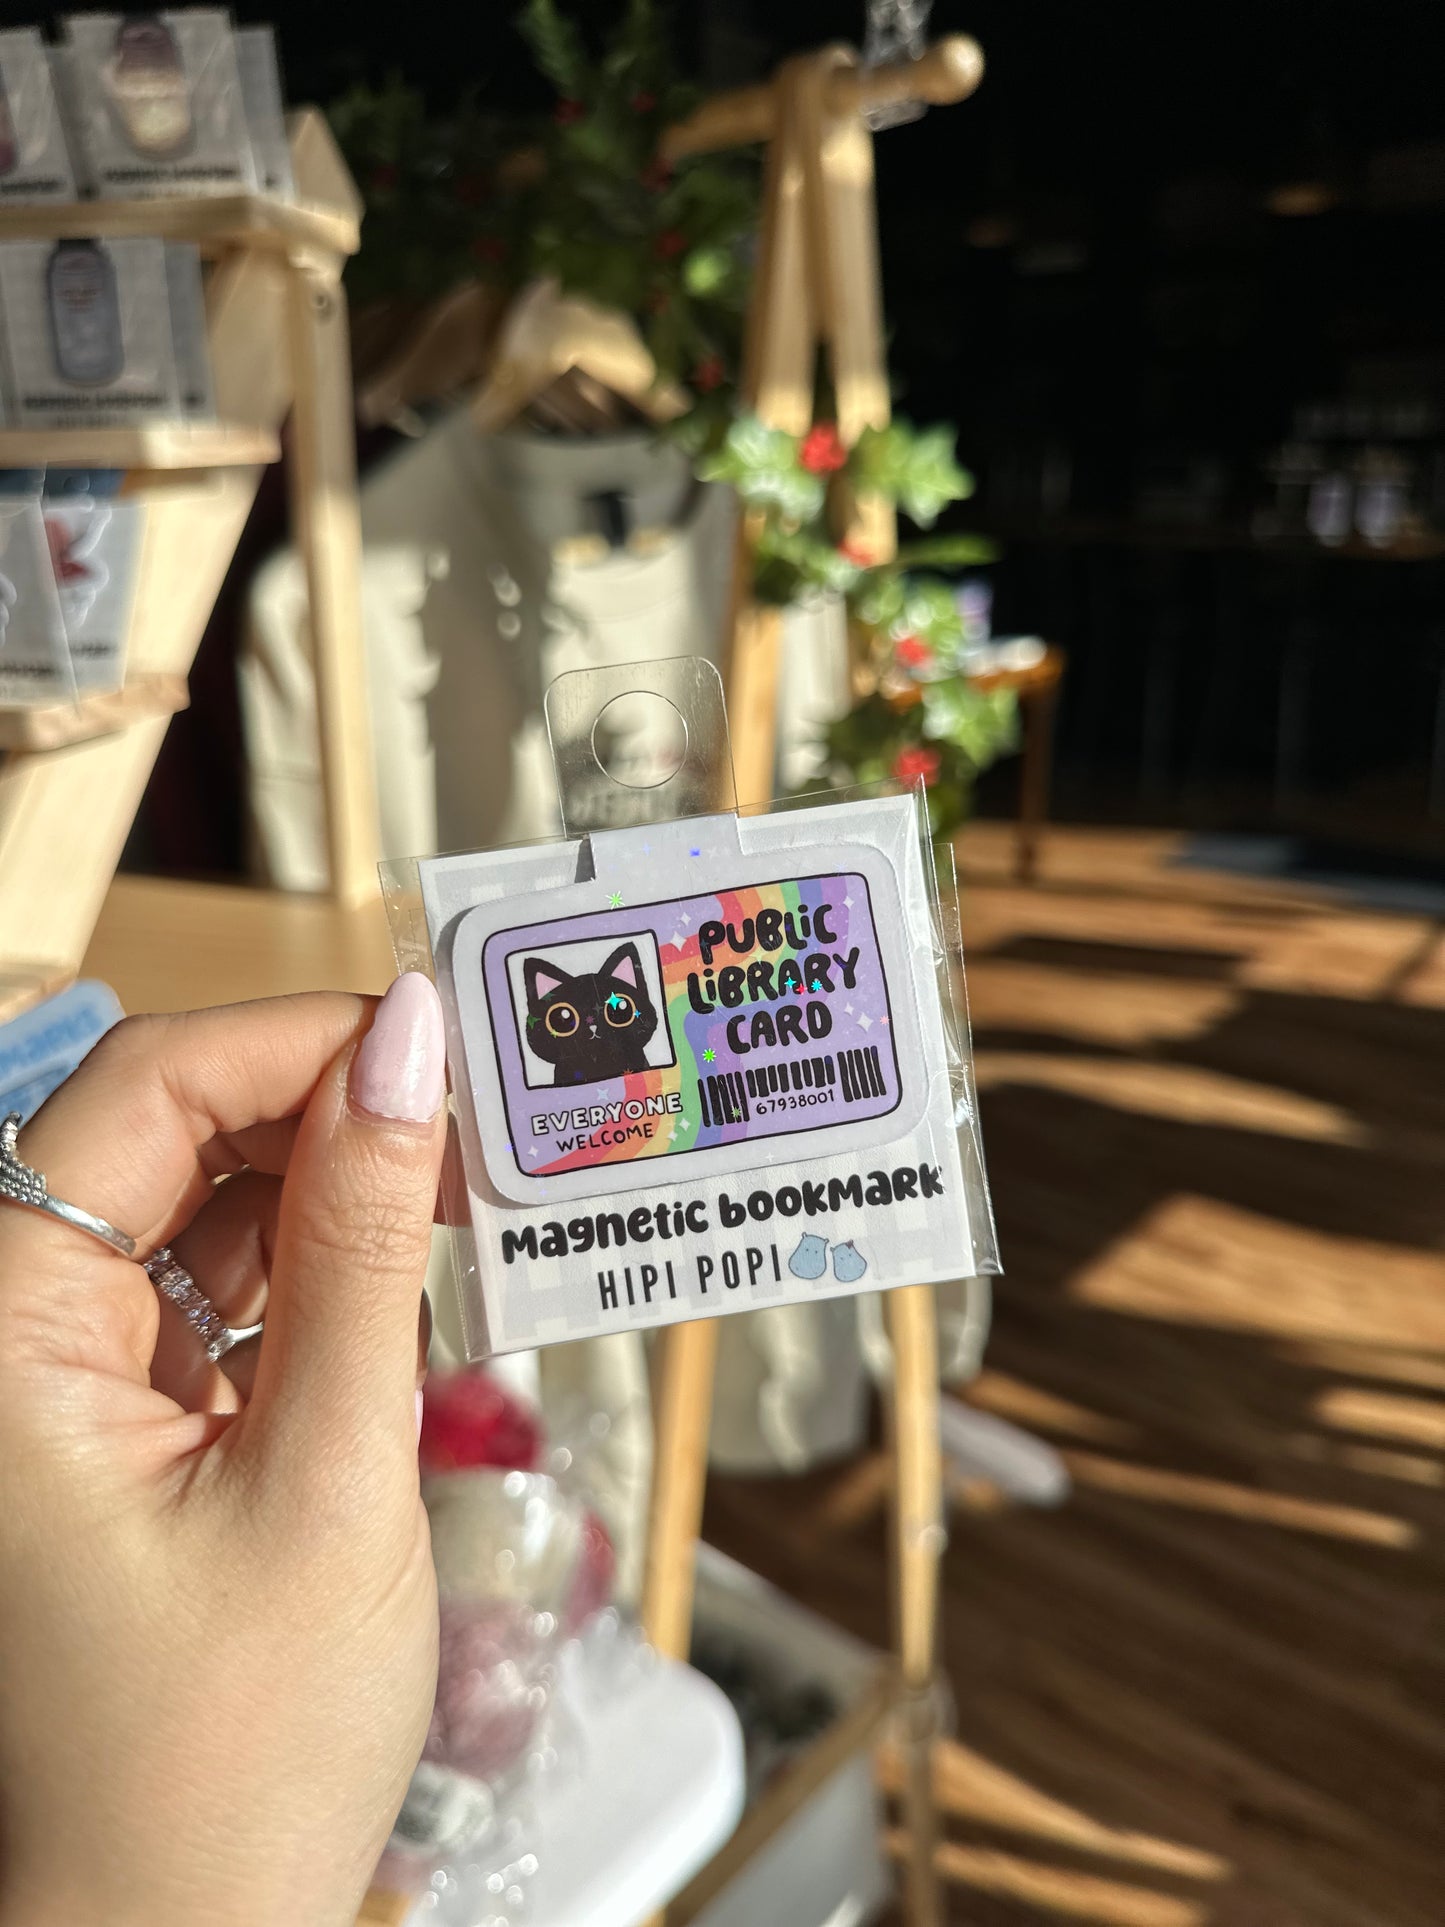 PUBLiC
LiBRARY
CARD
67938001
EVERYONE
WELCOME
Magnetic bookmark
HIPI POPI